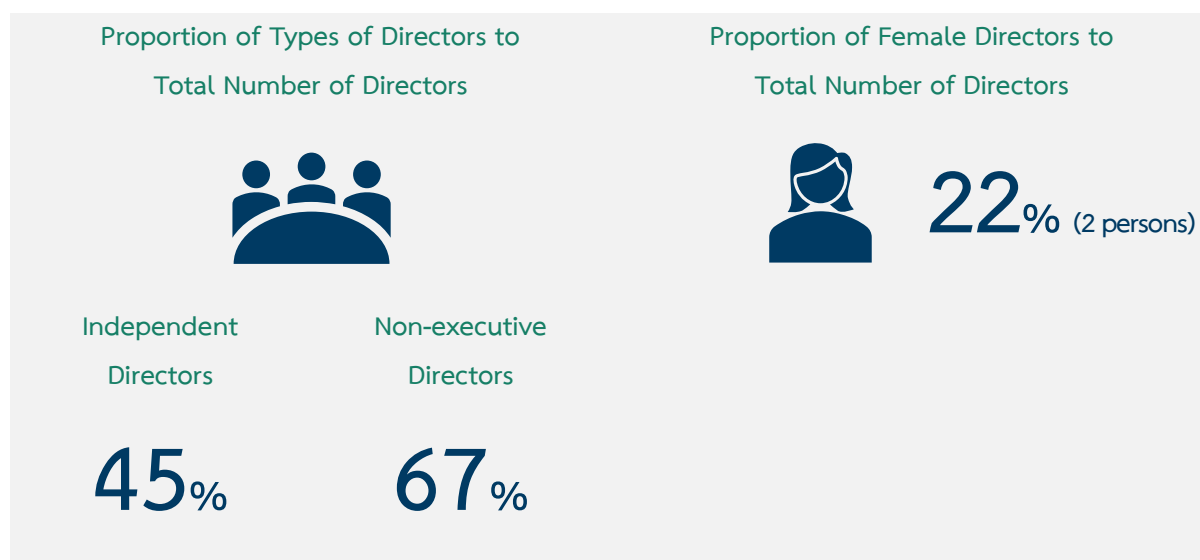 Proportion of Types of Directors to
Total Number of Directors
Independent
Directors
45%
Non-executive
Directors
67%
Proportion of Female Directors to
Total Number of Directors
22% (2 persons)